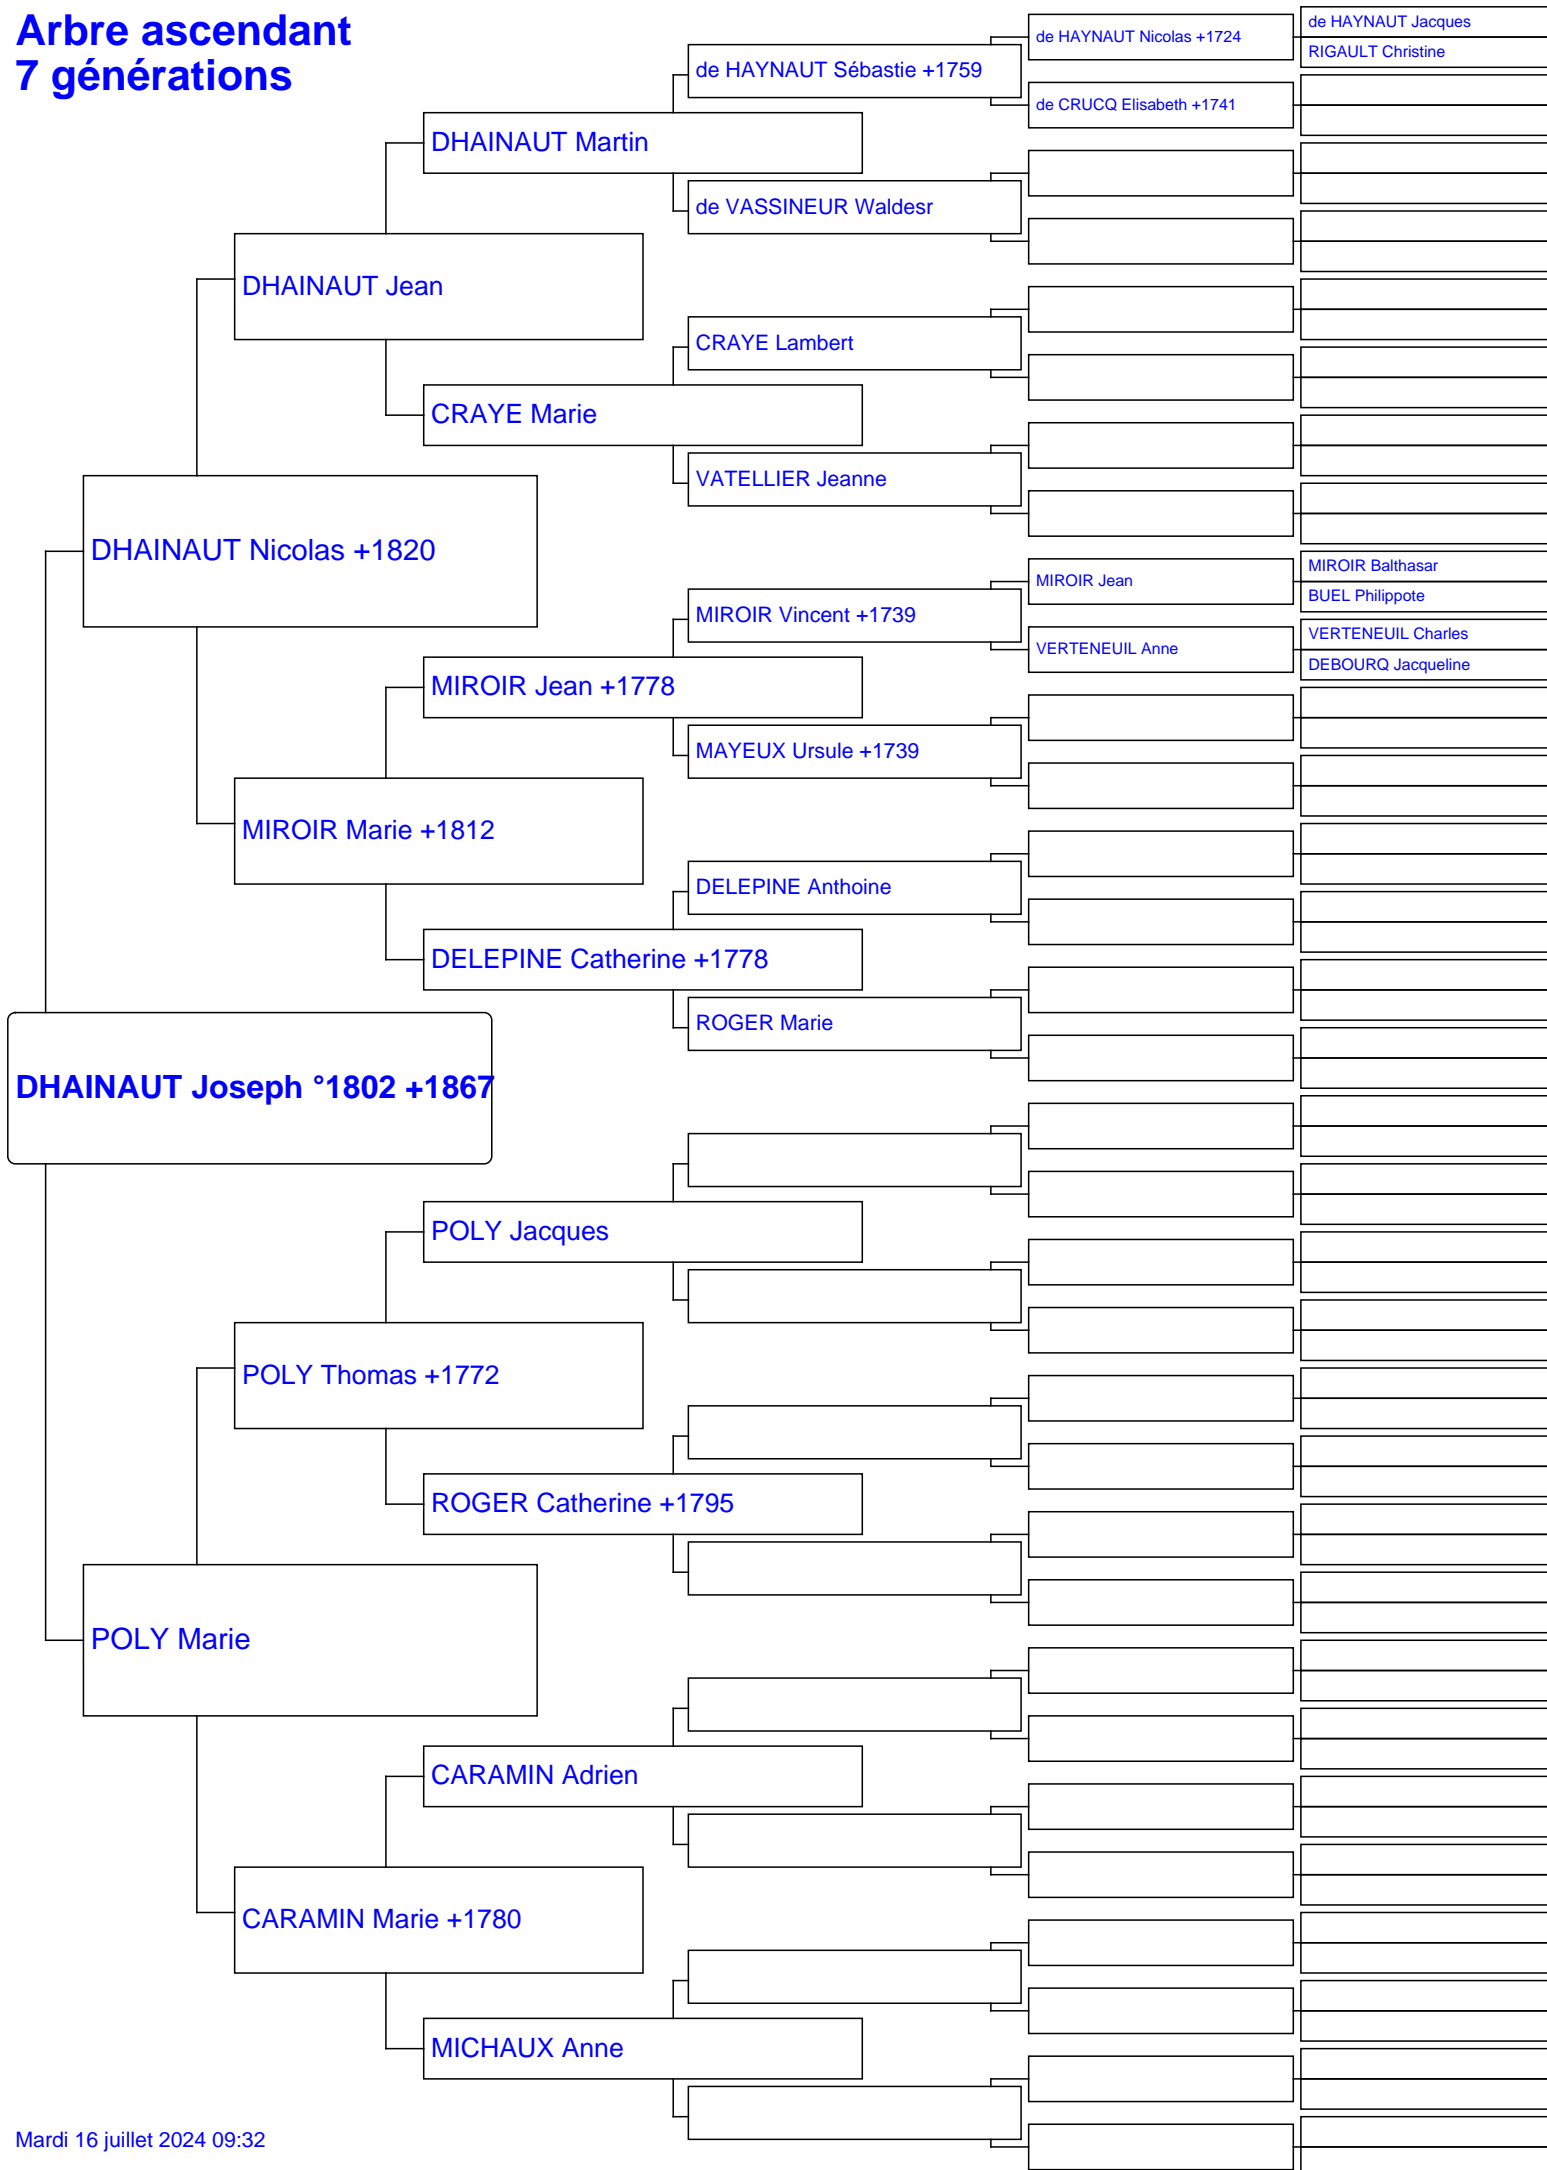 Arbre ascendant
7 générations
de HAYNAUT Jacques
de HAYNAUT Nicolas +1724
RIGAULT Christine
de HAYNAUT Sébastie +1759
de CRUCQ Elisabeth +1741
DHAINAUT Martin
de VASSINEUR Waldesr
DHAINAUT Jean
CRAYE Lambert
CRAYE Marie
VATELLIER Jeanne
DHAINAUT Nicolas +1820
MIROIR Balthasar
MIROIR Jean
BUEL Philippote
MIROIR Vincent +1739
VERTENEUIL Charles
VERTENEUIL Anne
DEBOURQ Jacqueline
MIROIR Jean +1778
MAYEUX Ursule +1739
MIROIR Marie +1812
DELEPINE Anthoine
DELEPINE Catherine +1778
ROGER Marie
DHAINAUT Joseph °1802 +1867
POLY Jacques
POLY Thomas +1772
ROGER Catherine +1795
POLY Marie
CARAMIN Adrien
CARAMIN Marie +1780
MICHAUX Anne
Mardi 16 juillet 2024 09:32